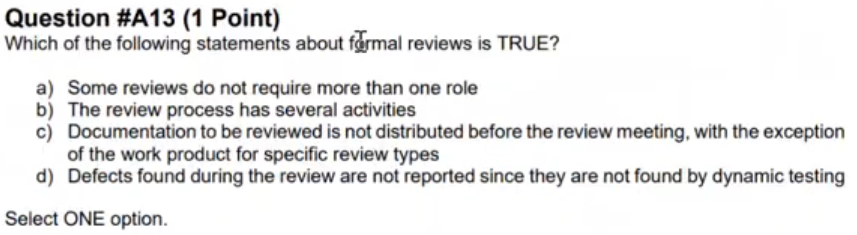 Question #A13 (1 Point)
Which of the following statements about formal reviews is TRUE?
a) Some reviews do not require more than one role
b) The review process has several activities
c) Documentation to be reviewed is not distributed before the review meeting, with the exception
of the work product for specific review types
d) Defects found during the review are not reported since they are not found by dynamic testing
Select ONE option.